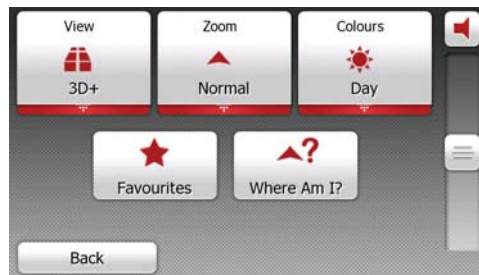 View
Zoom
Colours
3D+
Normal
Day
Favourites
Where Am I?
Back